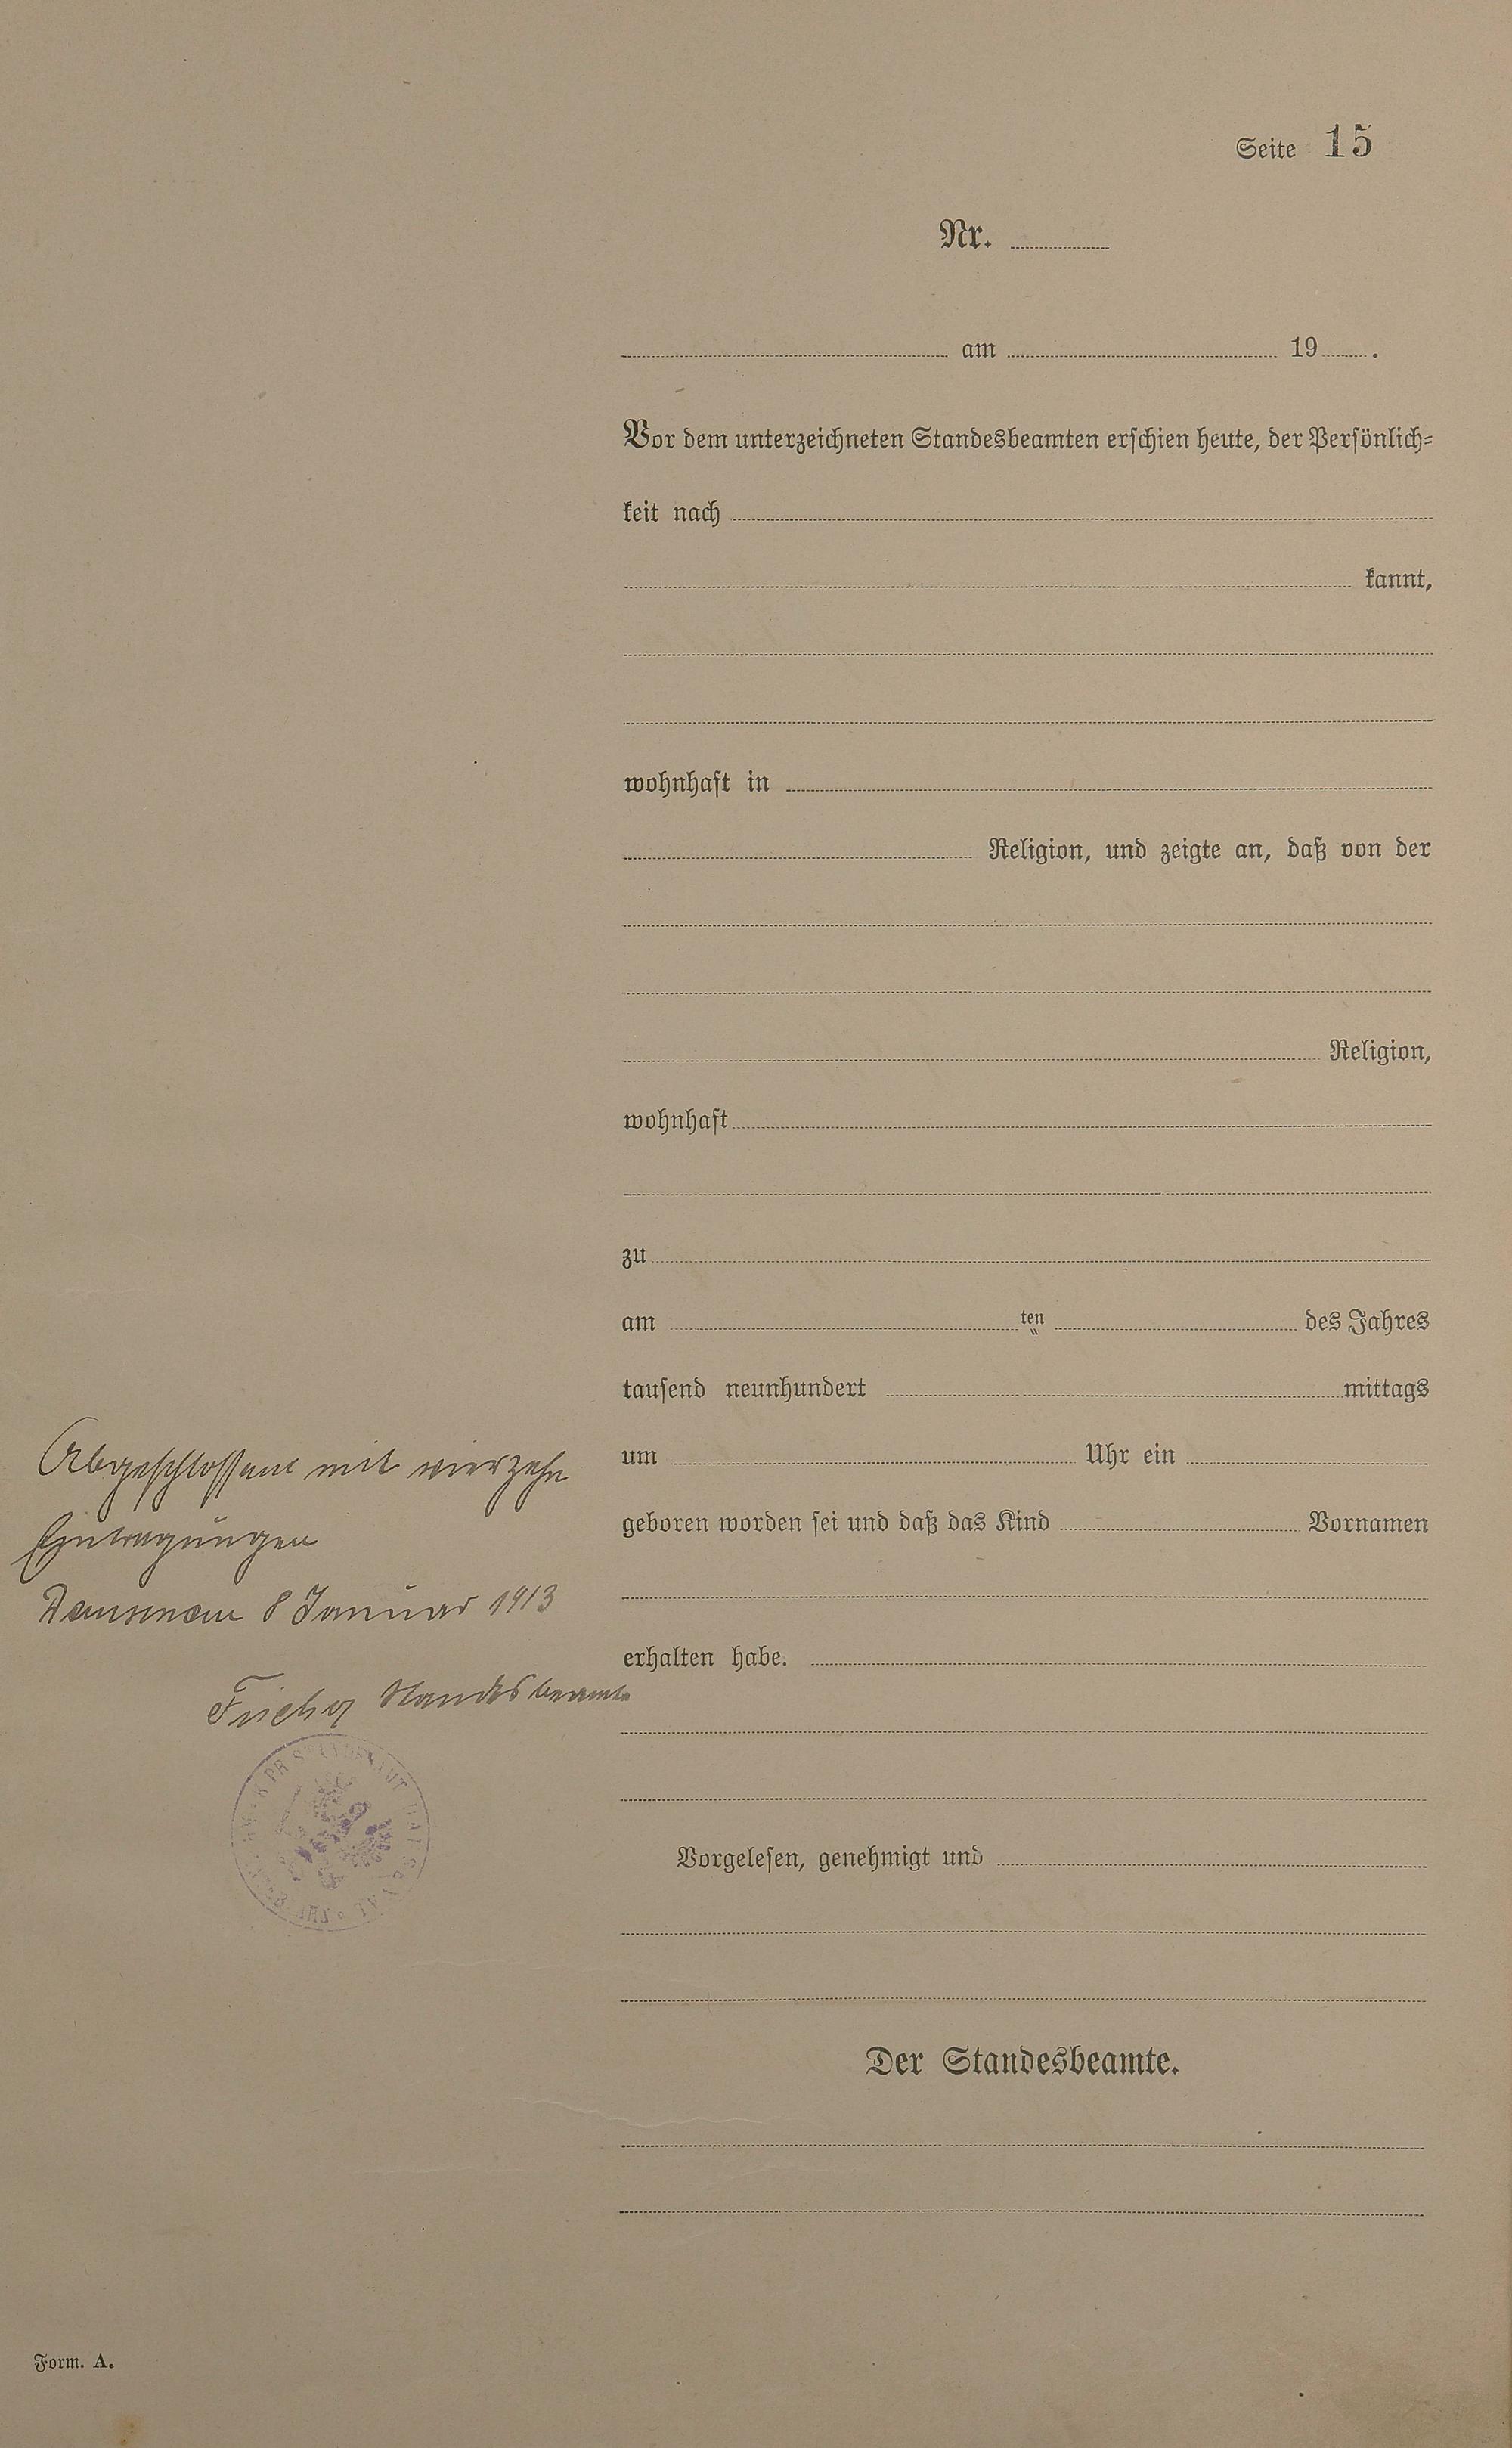 Seite 15
Nr.
am 19 .
Vor dem unterzeichneten Standesbeamten erschien heute, der Persönlich=
keit nach
kannt,
wohnhaft in
Religion, und zeigte an, daß von der
Religion,
wohnhaft
zu
am ten des Jahres
tausend neunhundert mittags
um Uhr ein
geboren worden sei und daß das Kind Vornamen
erhalten habe.
Vorgelesen, genehmigt und
Der Standesbeamte.
Abgeschlossen mit vierzehn
Eintragungen
8 Januar 1913
Standesbeamte
K. PR. STANDESAMT
Form. A.